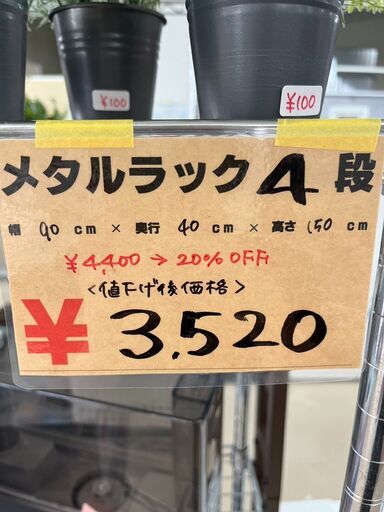 ¥100
¥100
メタルラック 4 段
幅 90 cm × 奥行 40 cm × 高さ 150 cm
¥4,400 → 20% OFF
<値下げ後価格>
¥3,520